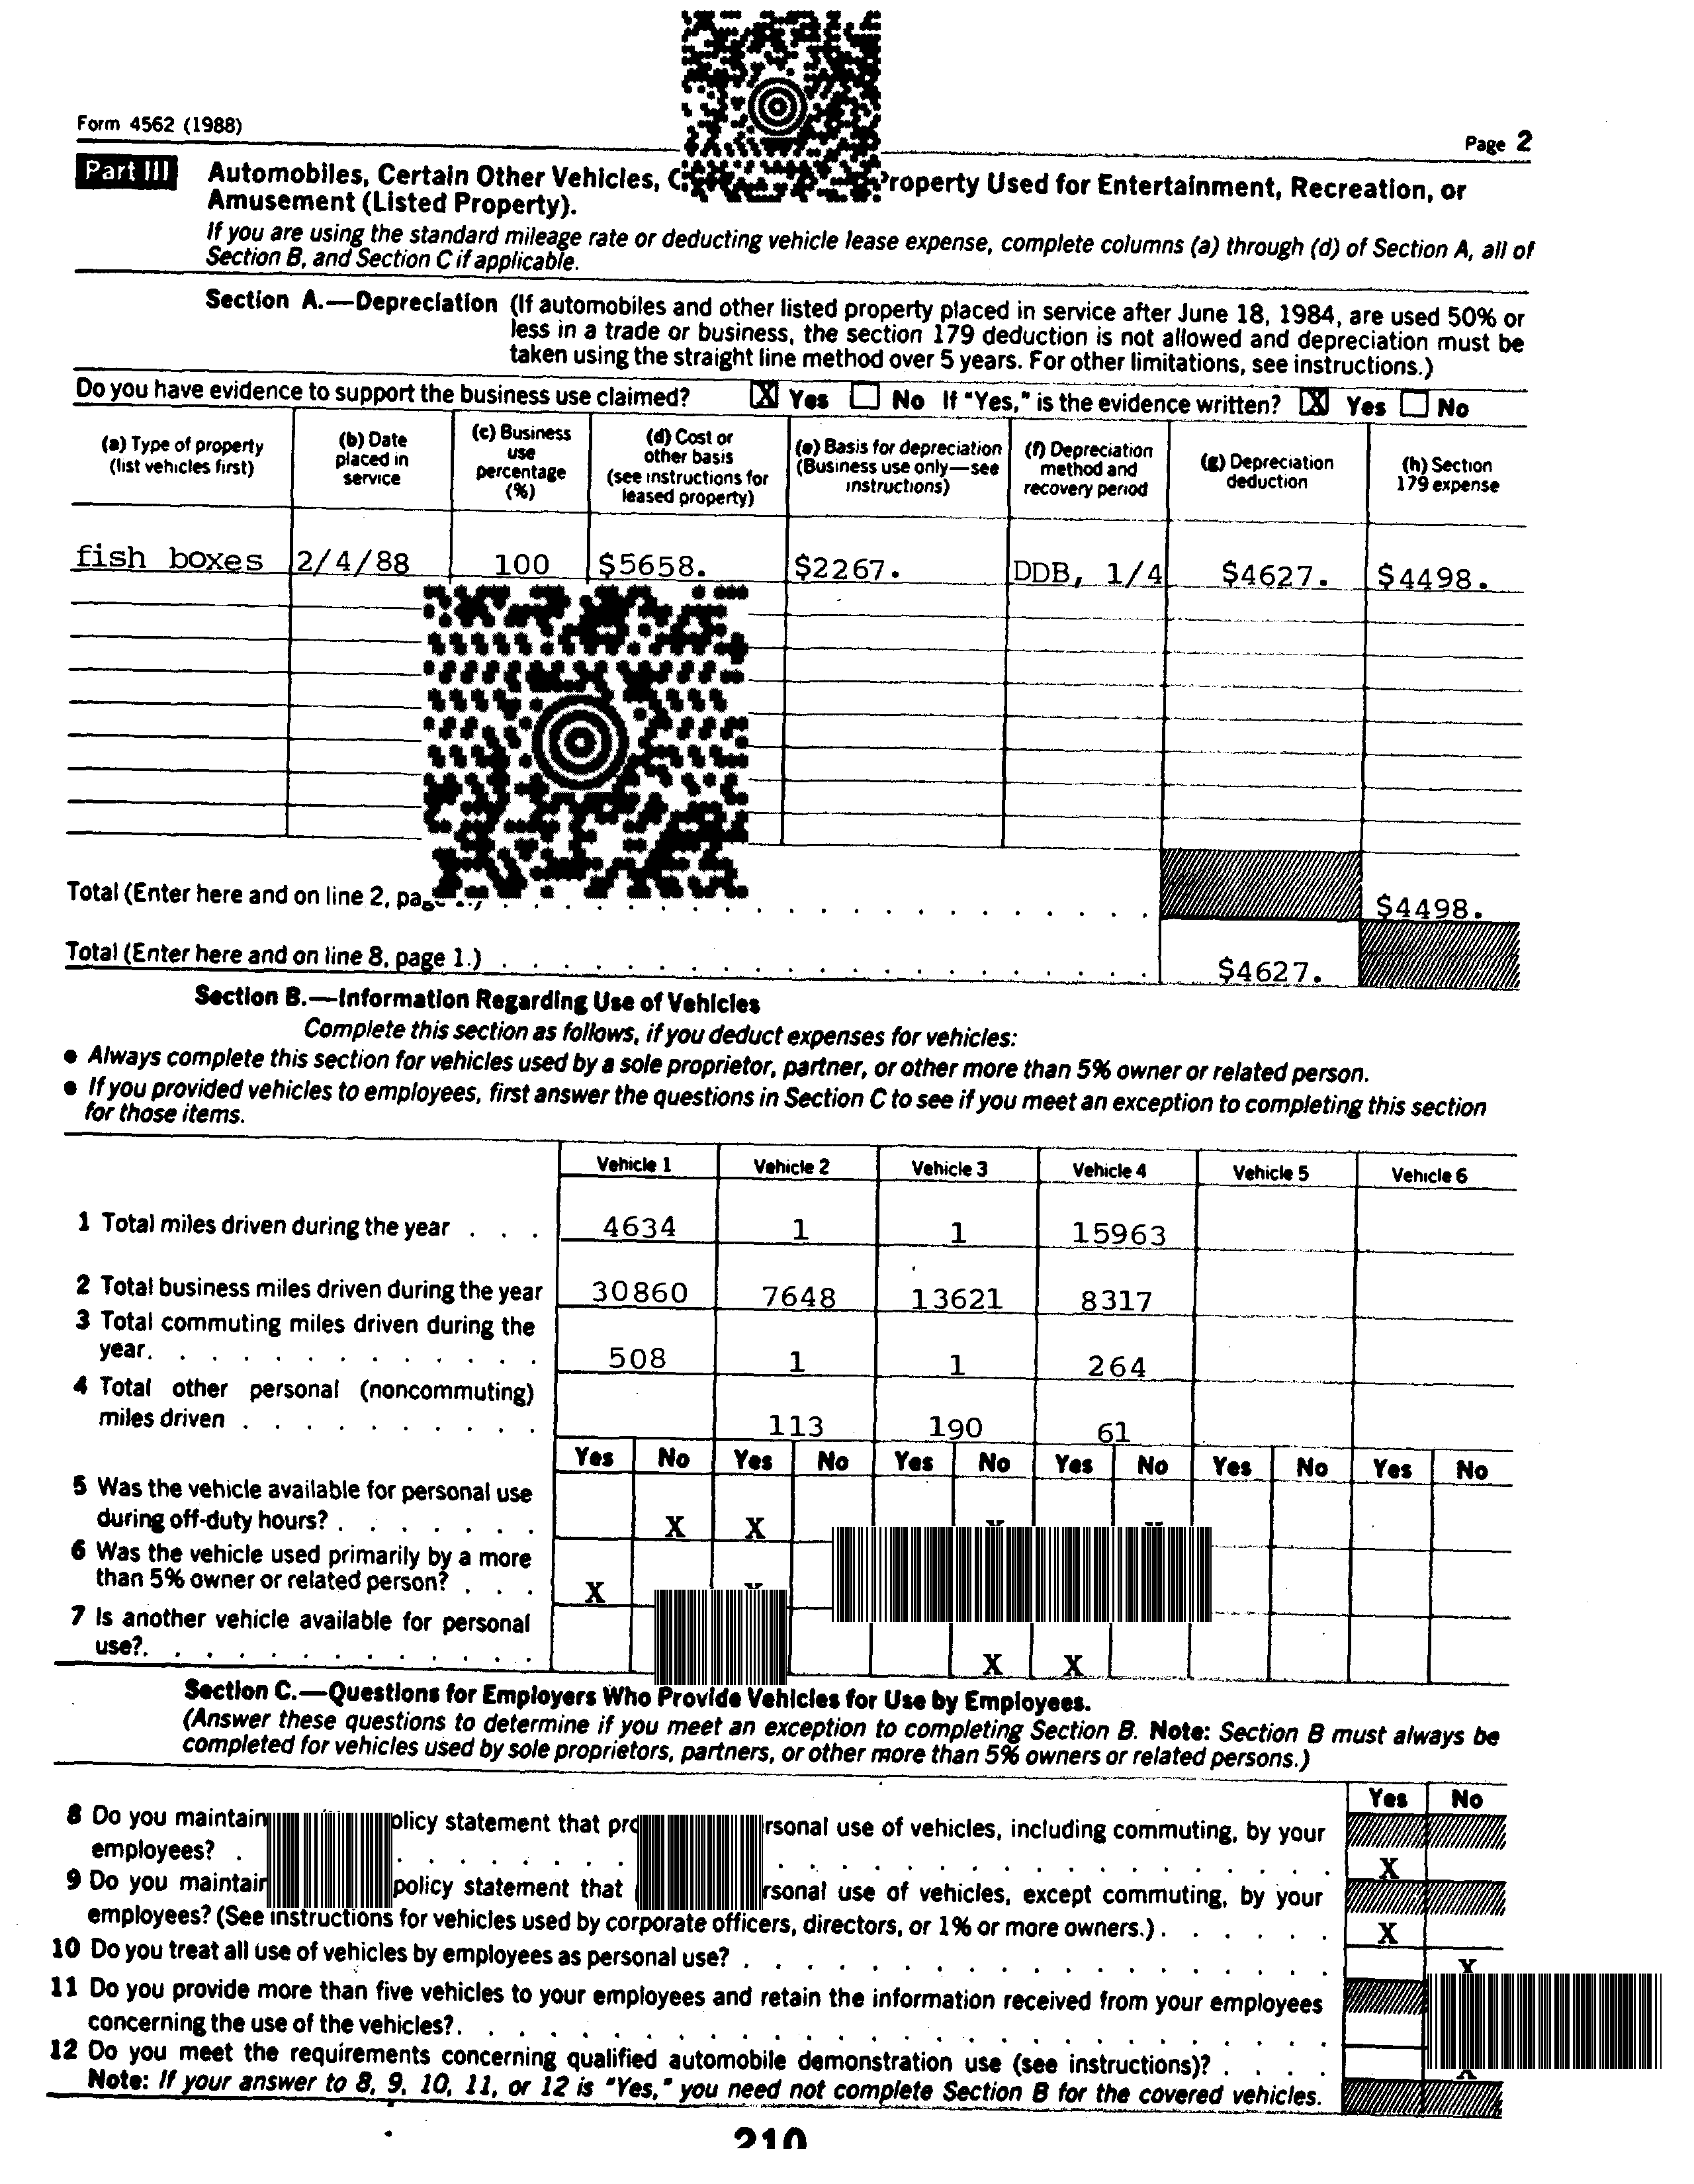 Form 4562 (1988)
Page 2
Part III Automobiles, Certain Other Vehicles, Property Used for Entertainment, Recreation, or
Amusement (Listed Property).
If you are using the standard mileage rate or deducting vehicle lease expense, complete columns (a) through (d) of Section A, all of
Section B, and Section C if applicable.
Section A.—Depreciation (If automobiles and other listed property placed in service after June 18, 1984, are used 50% or
less in a trade or business, the section 179 deduction is not allowed and depreciation must be
taken using the straight line method over 5 years. For other limitations, see instructions.)
Do you have evidence to support the business use claimed? X Yes No If "Yes," is the evidence written? X Yes No
(a) Type of property
(list vehicles first)
(b) Date
placed in
service
(c) Business
use
percentage
(%)
(d) Cost or
other basis
(see instructions for
leased property)
(e) Basis for depreciation
(Business use only—see
instructions)
(f) Depreciation
method and
recovery period
(g) Depreciation
deduction
(h) Section
179 expense
fish boxes 2/4/88 100 $5658. $2267. DDB, 1/4 $4627. $4498.
Total (Enter here and on line 2, . . . . . . . . . . . . . . . . . . . . $4498.
Total (Enter here and on line 8, page 1.) . . . . . . . . . . . . . . . . . . $4627.
Section B.—Information Regarding Use of Vehicles
Complete this section as follows, if you deduct expenses for vehicles:
● Always complete this section for vehicles used by a sole proprietor, partner, or other more than 5% owner or related person.
● If you provided vehicles to employees, first answer the questions in Section C to see if you meet an exception to completing this section
for those items.
Vehicle 1 Vehicle 2 Vehicle 3 Vehicle 4 Vehicle 5 Vehicle 6
1 Total miles driven during the year . . . 4634 1 1 15963
2 Total business miles driven during the year 30860 7648 13621 8317
3 Total commuting miles driven during the
year. . . . . . . . . . . . . 508 1 1 264
4 Total other personal (noncommuting)
miles driven . . . . . . . . . 113 190 61
Yes No Yes No Yes No Yes No Yes No Yes No
5 Was the vehicle available for personal use
during off-duty hours? . . . . . . . X X
6 Was the vehicle used primarily by a more
than 5% owner or related person? . . . X
7 Is another vehicle available for personal
use?. . . . . . . . . . . . . X X
Section C.—Questions for Employers Who Provide Vehicles for Use by Employees.
(Answer these questions to determine if you meet an exception to completing Section B. Note: Section B must always be
completed for vehicles used by sole proprietors, partners, or other more than 5% owners or related persons.)
Yes No
8 Do you maintain policy statement that use of vehicles, including commuting, by your
employees? . . . . . . . . . . . . . . . . . . . . . X
9 Do you policy statement that use of vehicles, except commuting, by your
employees? (See instructions for vehicles used by corporate officers, directors, or 1% or more owners.) . . . . . . X
10 Do you treat all use of vehicles by employees as personal use? . . . . . . . . . . . . . . . . X
11 Do you provide more than five vehicles to your employees and retain the information received from your employees
concerning the use of the vehicles?. . . . . . . . . . . . . . . . . . . . . . .
12 Do you meet the requirements concerning qualified automobile demonstration use (see instructions)? . . . .
Note: If your answer to 8, 9, 10, 11, or 12 is "Yes," you need not complete Section B for the covered vehicles.
210